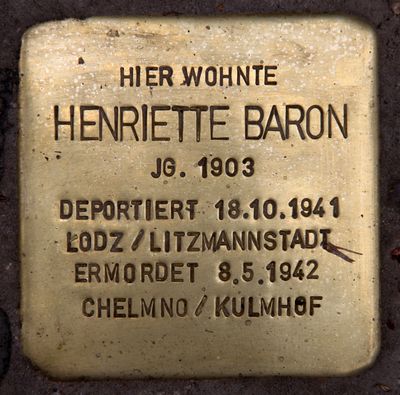 HIER WOHNTE
HENRIETTE BARON
JG. 1903
DEPORTIERT 18.10.1941
ŁODZ / LITZMANNSTADT
ERMORDET 8.5.1942
CHELMNO / KULMHOF